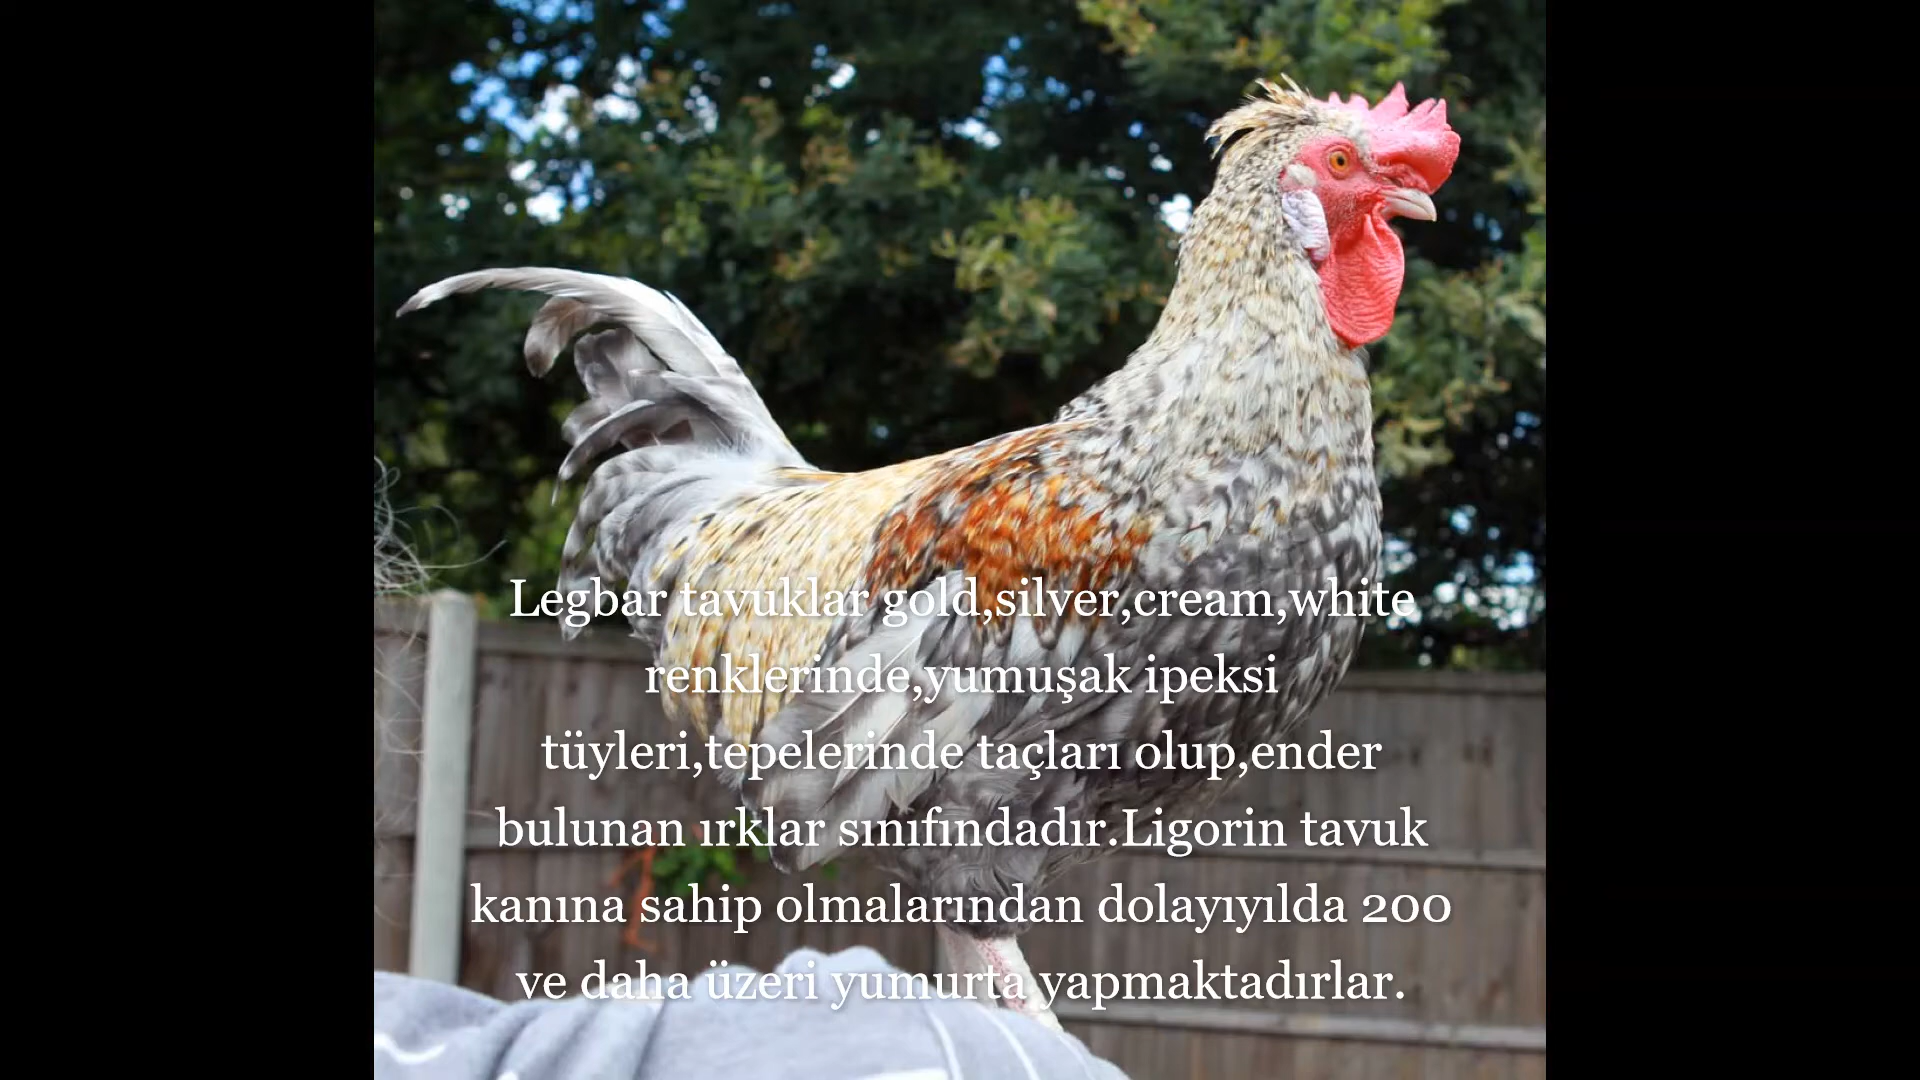 Legbar tavuklar gold,silver,cream,white
renklerinde,yumuşak ipeksi
tüyleri,tepelerinde taçları olup,ender
bulunan ırklar sınıfındadır.Ligorin tavuk
kanına sahip olmalarından dolayıyılda 200
ve daha üzeri yumurta yapmaktadırlar.